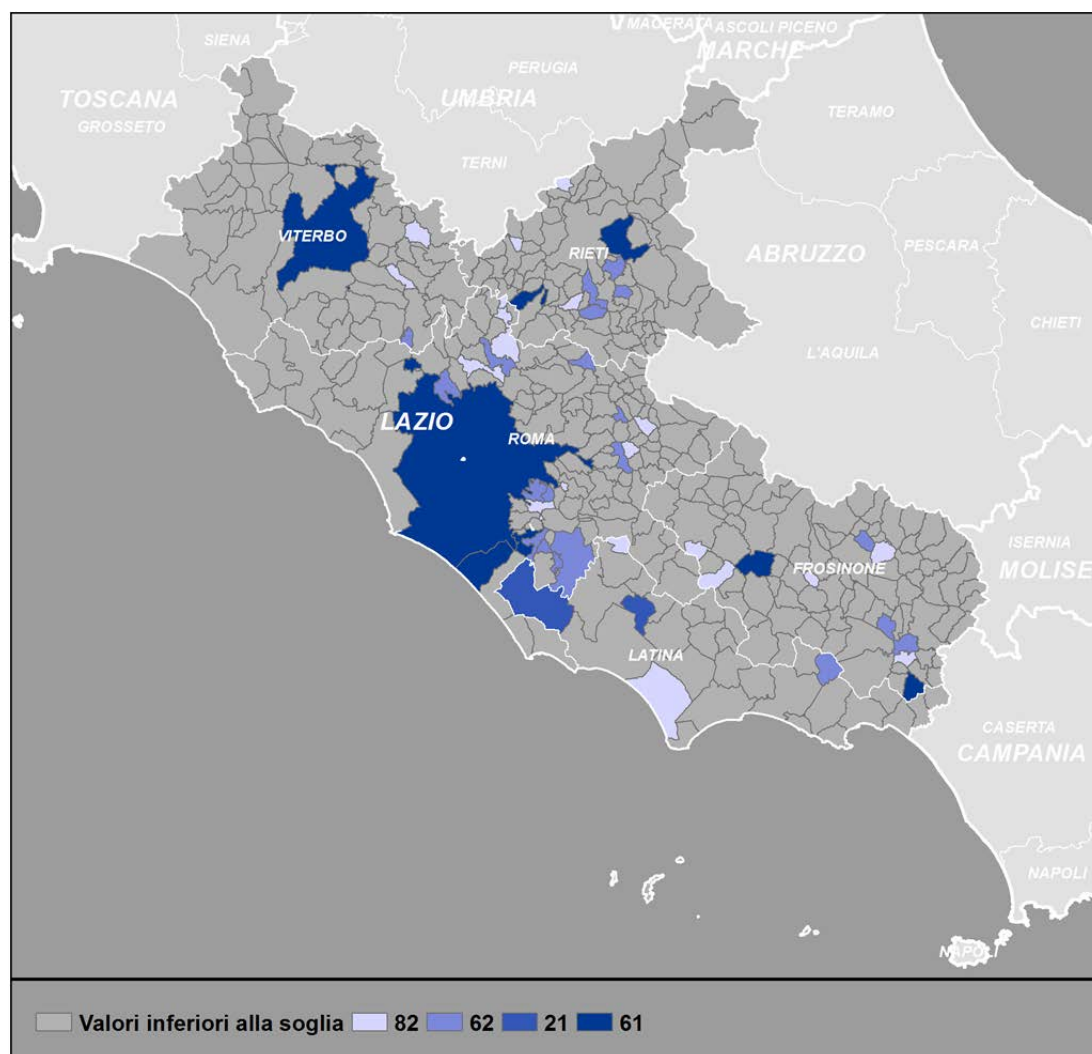 MACERATA
ASCOLI PICENO
SIENA
MARCHE
PERUGIA
TOSCANA
UMBRIA
GROSSETO
TERAMO
TERNI
VITERBO
RIETI
ABRUZZO
PESCARA
CHIETI
L'AQUILA
LAZIO
ROMA
ISERNIA
FROSINONE
MOLISE
LATINA
CASERTA
CAMPANIA
NAPOLI
NAPOLI
Valori inferiori alla soglia 82 62 21 61